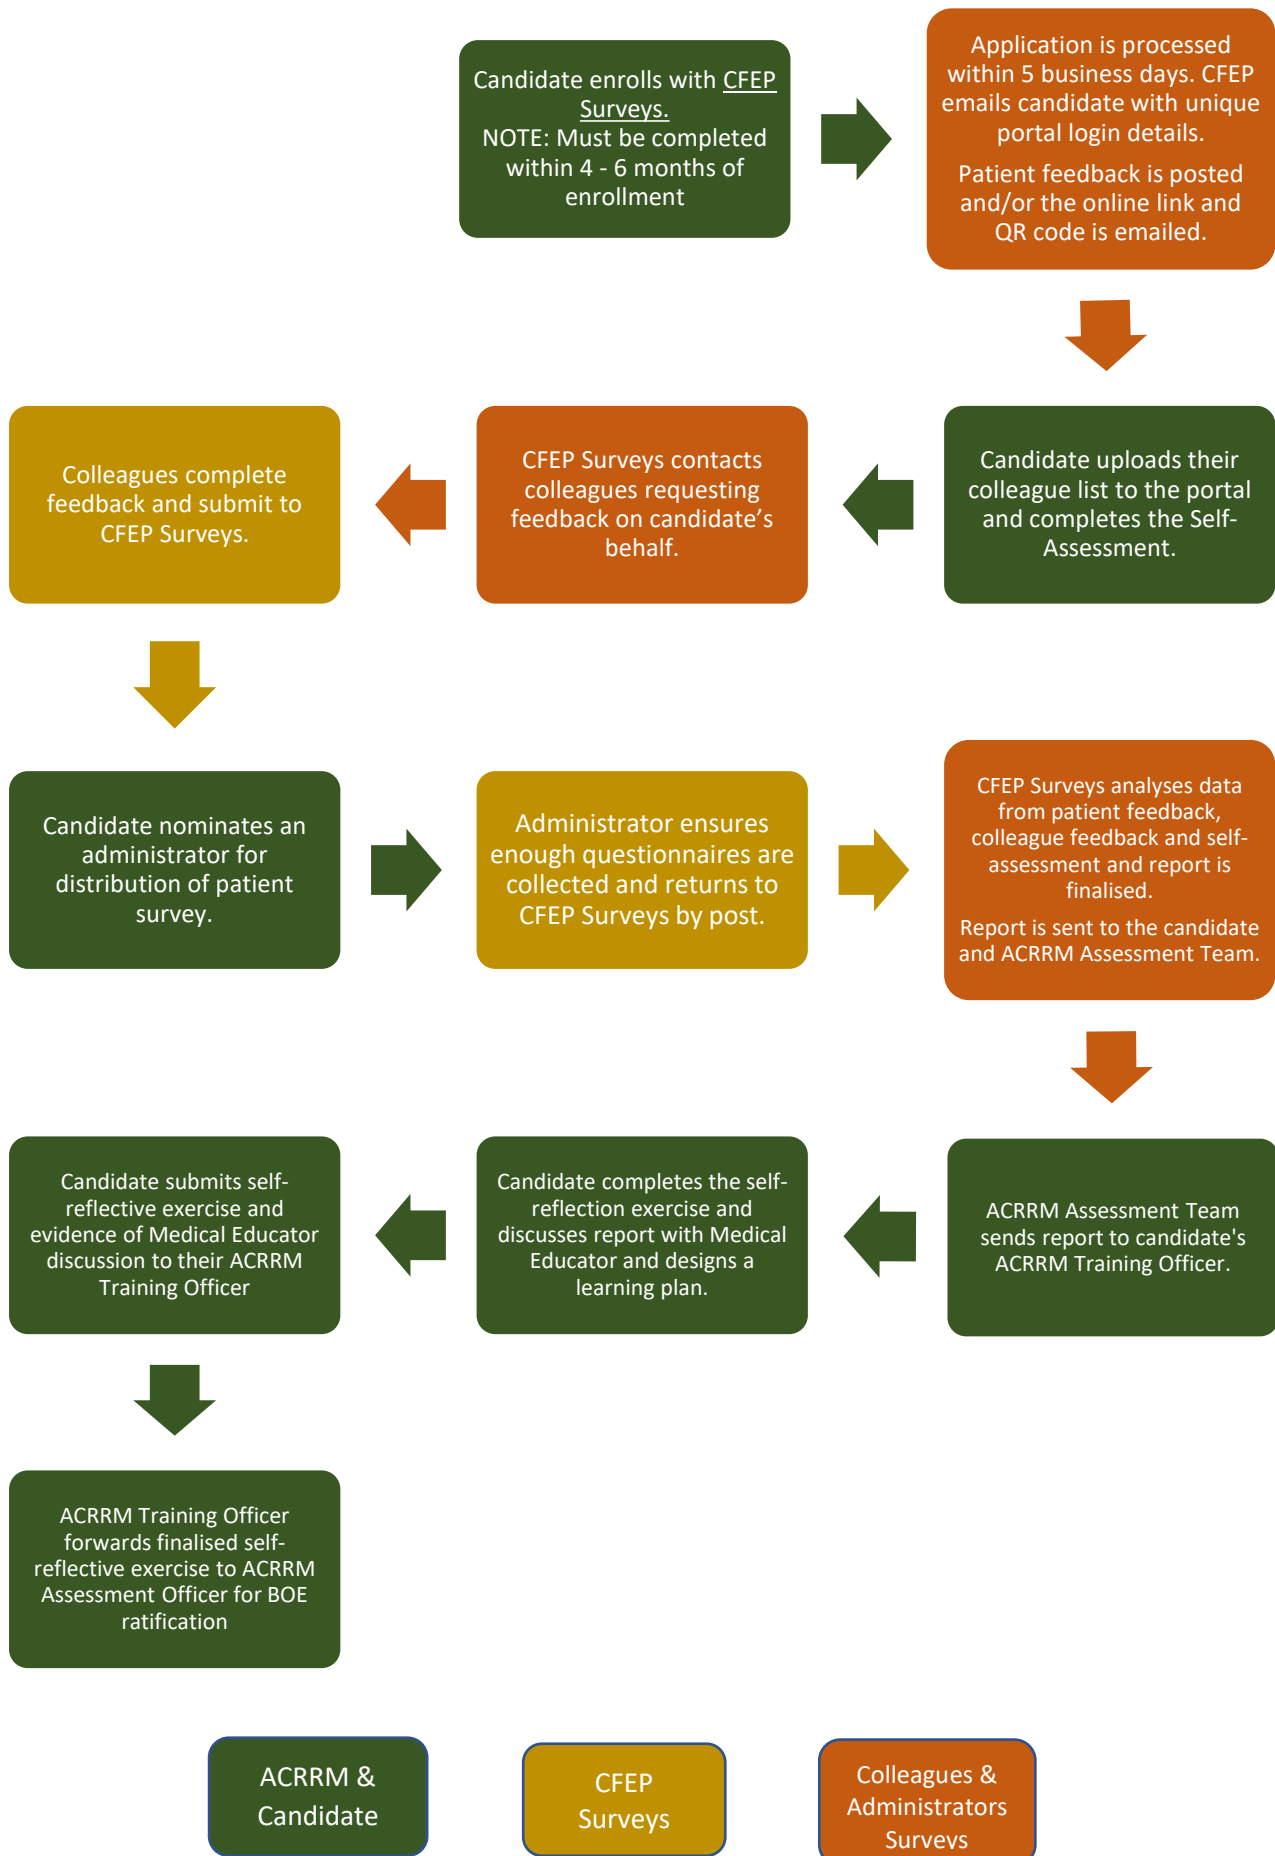 Candidate enrolls with CFEP
Surveys.
NOTE: Must be completed
within 4 - 6 months of
enrollment
Application is processed
within 5 business days. CFEP
emails candidate with unique
portal login details.
Patient feedback is posted
and/or the online link and
QR code is emailed.
Candidate uploads their
colleague list to the portal
and completes the Self-
Assessment.
CFEP Surveys contacts
colleagues requesting
feedback on candidate’s
behalf.
Colleagues complete
feedback and submit to
CFEP Surveys.
Candidate nominates an
administrator for
distribution of patient
survey.
Administrator ensures
enough questionnaires are
collected and returns to
CFEP Surveys by post.
CFEP Surveys analyses data
from patient feedback,
colleague feedback and self-
assessment and report is
finalised.
Report is sent to the candidate
and ACRRM Assessment Team.
ACRRM Assessment Team
sends report to candidate's
ACRRM Training Officer.
Candidate completes the self-
reflection exercise and
discusses report with Medical
Educator and designs a
learning plan.
Candidate submits self-
reflective exercise and
evidence of Medical Educator
discussion to their ACRRM
Training Officer
ACRRM Training Officer
forwards finalised self-
reflective exercise to ACRRM
Assessment Officer for BOE
ratification
ACRRM &
Candidate
CFEP
Surveys
Colleagues &
Administrators
Surveys